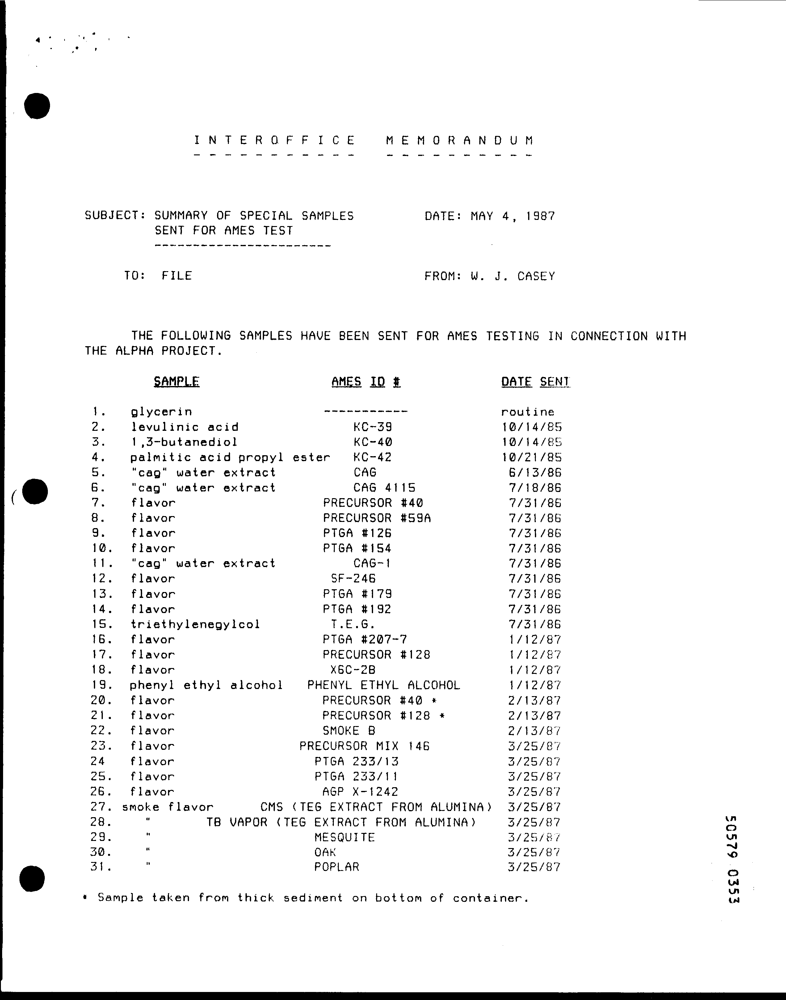 INTEROFFICE MEMORANDUM
----------- ----------
SUBJECT: SUMMARY OF SPECIAL SAMPLES DATE: MAY 4, 1987
SENT FOR AMES TEST
-----------------------
TO: FILE FROM: W. J. CASEY
THE FOLLOWING SAMPLES HAVE BEEN SENT FOR AMES TESTING IN CONNECTION WITH
THE ALPHA PROJECT.
SAMPLE AMES ID # DATE SENT
1. glycerin ----------- routine
2. levulinic acid KC-39 10/14/85
3. 1,3-butanediol KC-40 10/14/85
4. palmitic acid propyl ester KC-42 10/21/85
5. "cag" water extract CAG 6/13/86
6. "cag" water extract CAG 4115 7/18/86
7. flavor PRECURSOR #40 7/31/86
8. flavor PRECURSOR #59A 7/31/86
9. flavor PTGA #126 7/31/86
10. flavor PTGA #154 7/31/86
11. "cag" water extract CAG-1 7/31/86
12. flavor SF-246 7/31/86
13. flavor PTGA #179 7/31/86
14. flavor PTGA #192 7/31/86
15. triethylenegylcol T.E.G. 7/31/86
16. flavor PTGA #207-7 1/12/87
17. flavor PRECURSOR #128 1/12/87
18. flavor X6C-2B 1/12/87
19. phenyl ethyl alcohol PHENYL ETHYL ALCOHOL 1/12/87
20. flavor PRECURSOR #40 * 2/13/87
21. flavor PRECURSOR #128 * 2/13/87
22. flavor SMOKE B 2/13/87
23. flavor PRECURSOR MIX 146 3/25/87
24 flavor PTGA 233/13 3/25/87
25. flavor PTGA 233/11 3/25/87
26. flavor AGP X-1242 3/25/87
27. smoke flavor CMS (TEG EXTRACT FROM ALUMINA) 3/25/87
28. " TB VAPOR (TEG EXTRACT FROM ALUMINA) 3/25/87
29. " MESQUITE 3/25/87
30. " OAK 3/25/87
31. " POPLAR 3/25/87
* Sample taken from thick sediment on bottom of container.
50579 0353